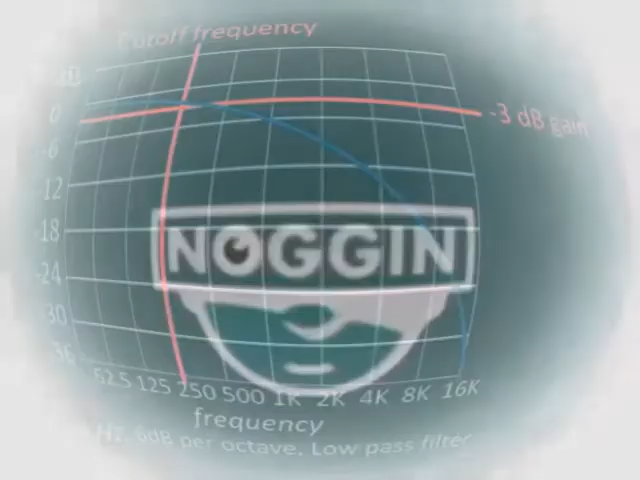 Cutoff frequency
0
-3 dB gain
-6
12
-18
-24
30
36
NOGGIN
62.5 125 250 500 1K 2K 4K 8K 16K
frequency
6dB per octave. Low pass filter